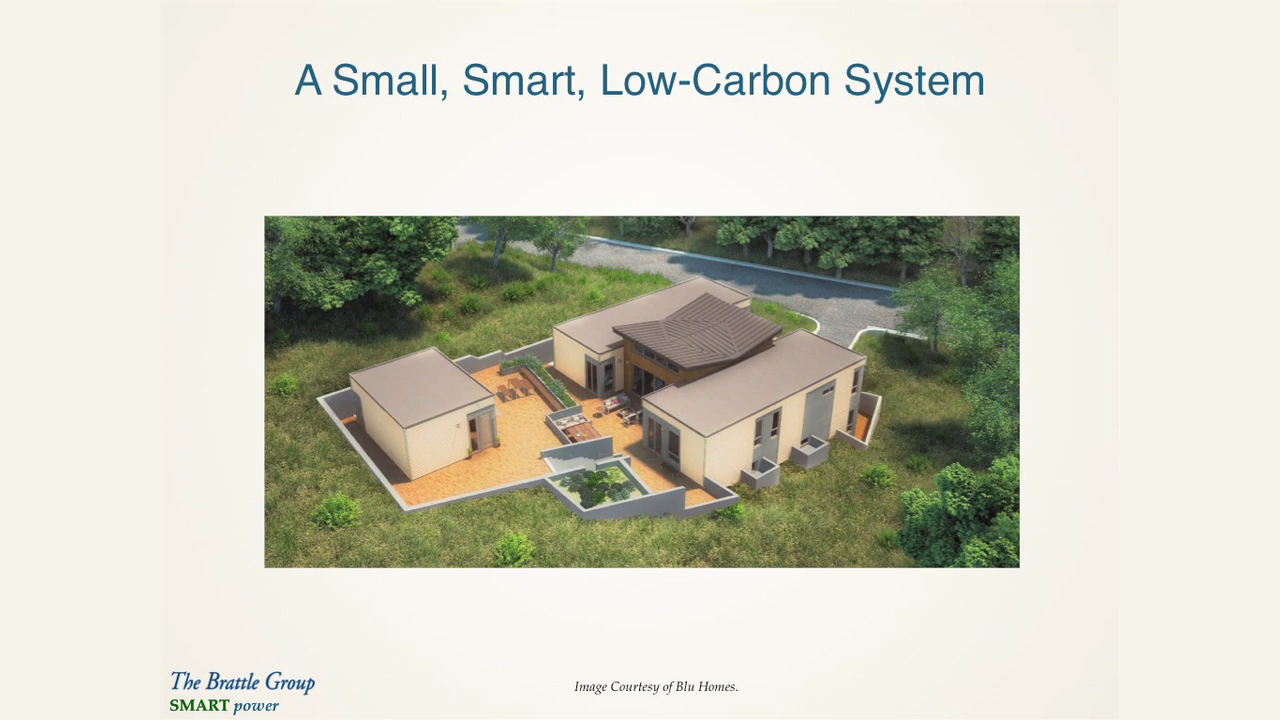 A Small, Smart, Low-Carbon System
The Brattle Group
SMART power
Image Courtesy of Blu Homes.